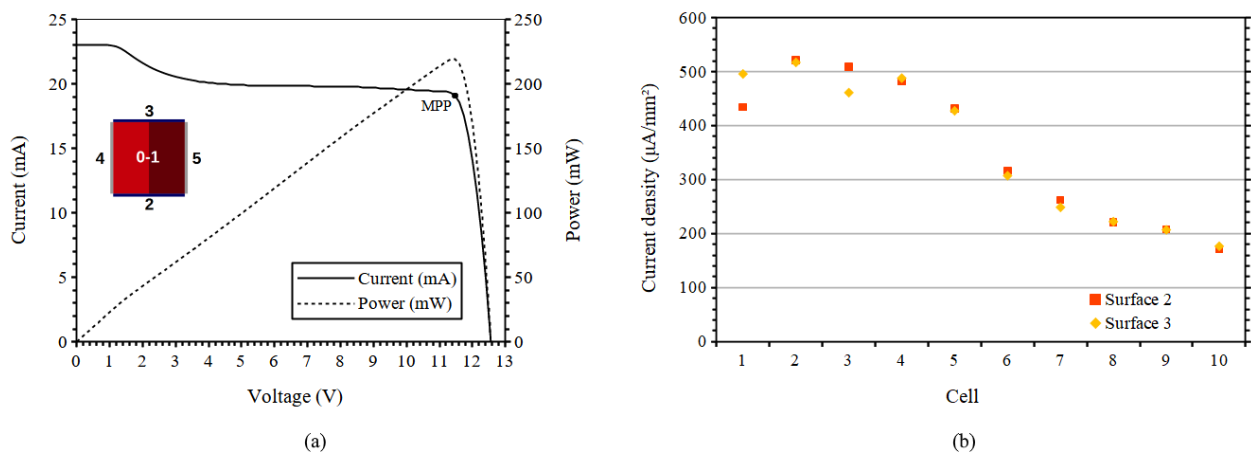 25
20
15
10
5
0
Current (mA)
250
200
150
100
50
0
Power (mW)
MPP
3
4
0-1
5
2
Current (mA)
Power (mW)
0 1 2 3 4 5 6 7 8 9 10 11 12 13
Voltage (V)
(a)
600
500
400
300
200
100
0
Current density (μA/mm²)
Surface 2
Surface 3
1 2 3 4 5 6 7 8 9 10
Cell
(b)